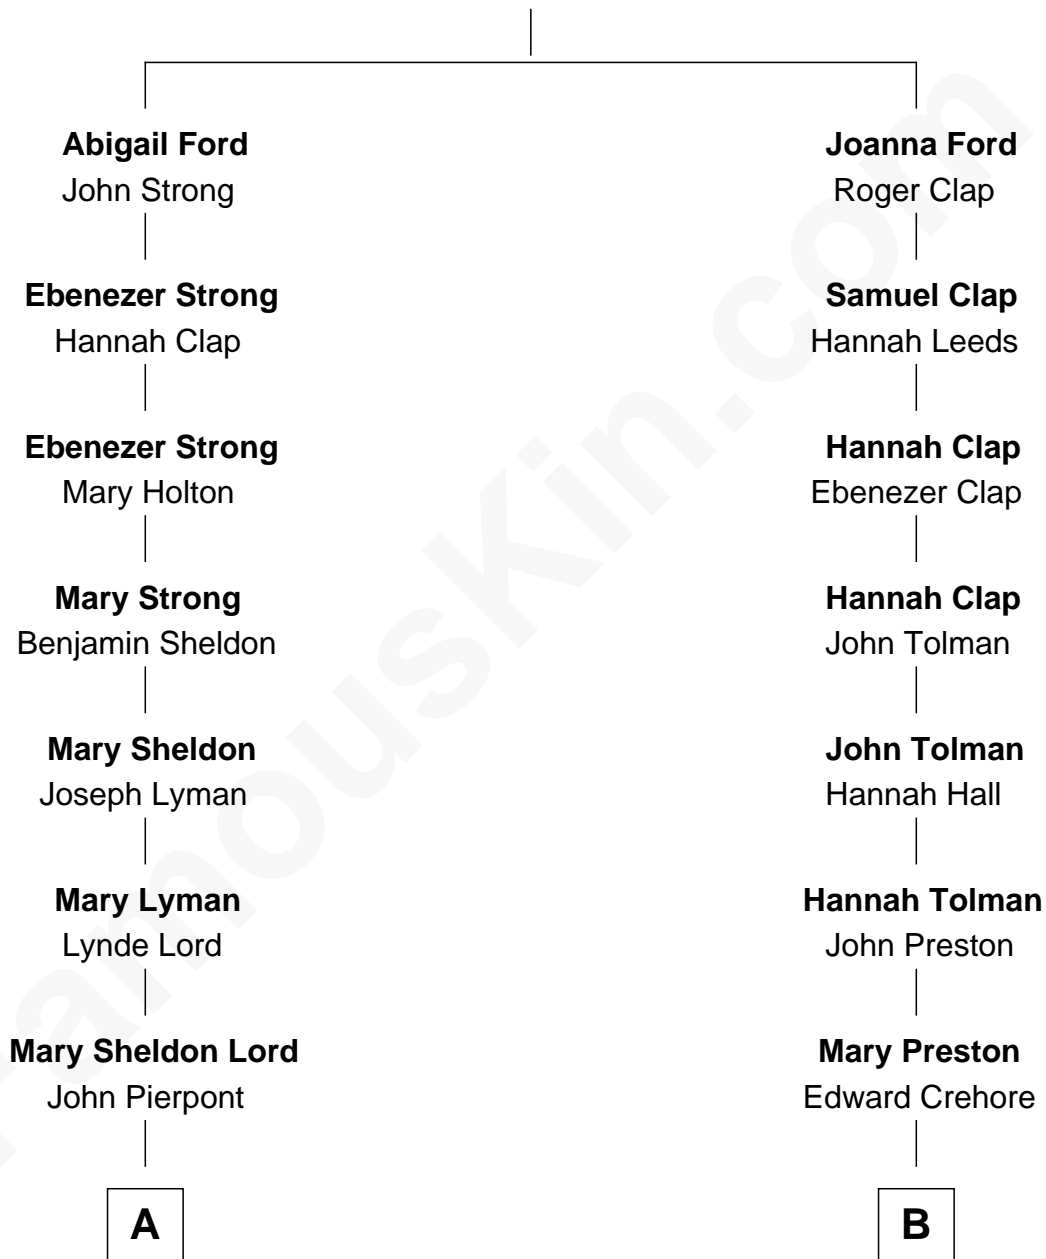 Abigail Ford
John Strong
Ebenezer Strong
Hannah Clap
Ebenezer Strong
Mary Holton
Mary Strong
Benjamin Sheldon
Mary Sheldon
Joseph Lyman
Mary Lyman
Lynde Lord
Mary Sheldon Lord
John Pierpont
A
Joanna Ford
Roger Clap
Samuel Clap
Hannah Leeds
Hannah Clap
Ebenezer Clap
Hannah Clap
John Tolman
John Tolman
Hannah Hall
Hannah Tolman
John Preston
Mary Preston
Edward Crehore
B
FamousKin.com